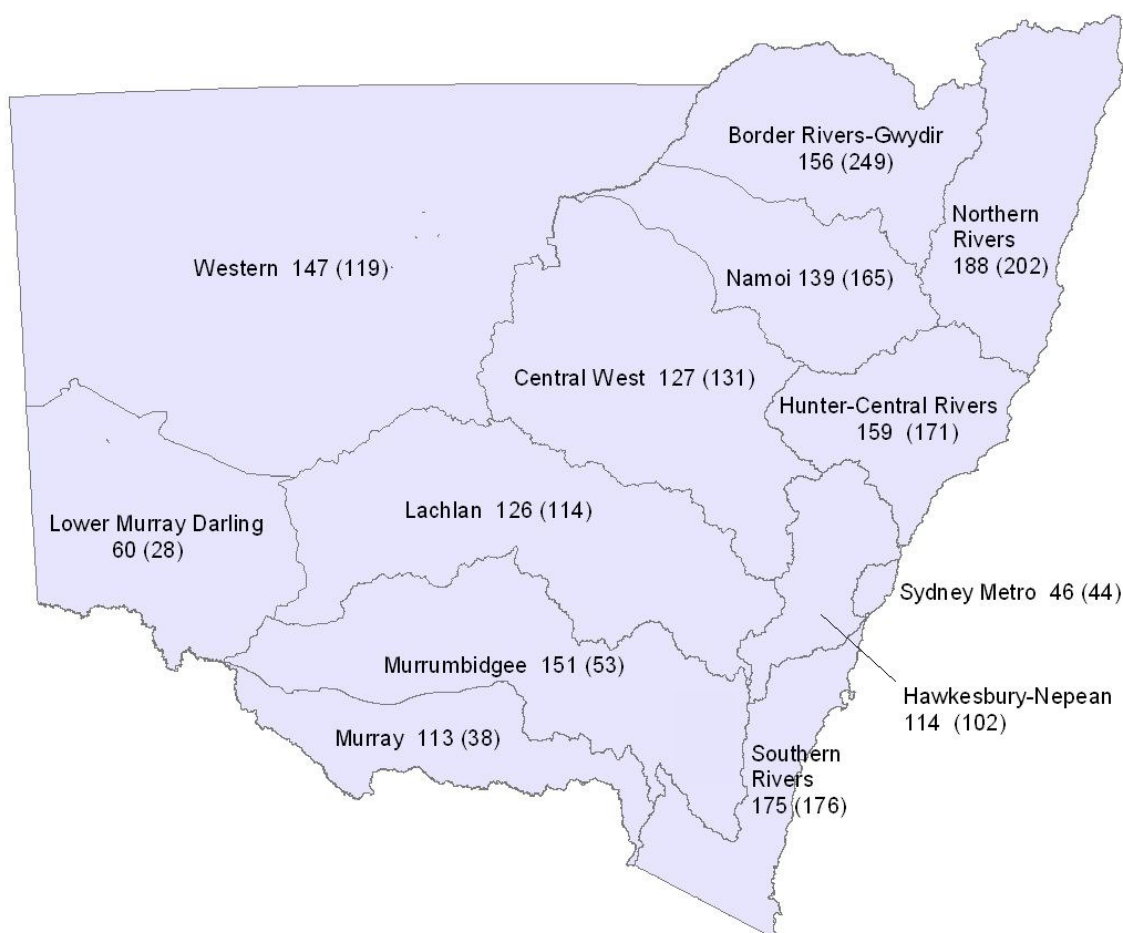 Border Rivers-Gwydir
156 (249)
Northern
Rivers
188 (202)
Western 147 (119)
Namoi 139 (165)
Central West 127 (131)
Hunter-Central Rivers
159 (171)
Lachlan 126 (114)
Lower Murray Darling
60 (28)
Sydney Metro 46 (44)
Murrumbidgee 151 (53)
Hawkesbury-Nepean
114 (102)
Murray 113 (38)
Southern
Rivers
175 (176)